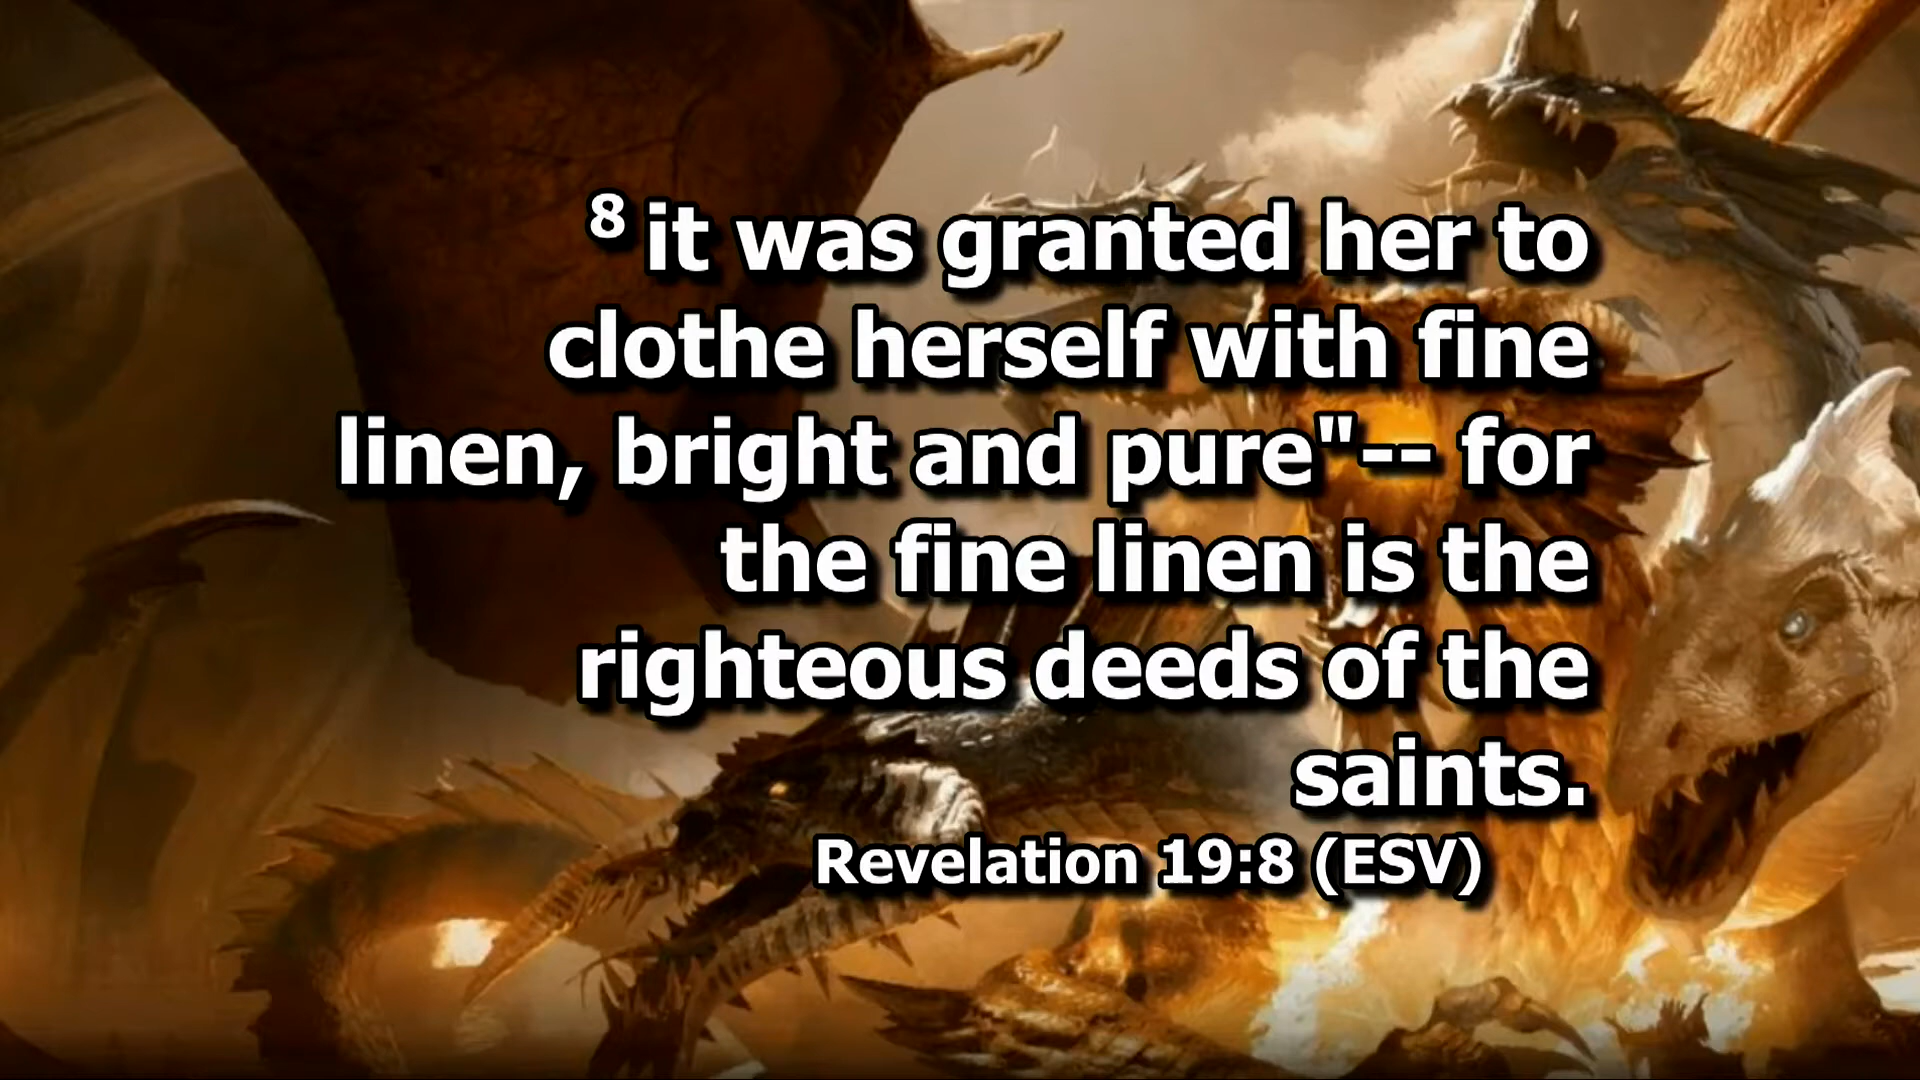 8 it was granted her to
clothe herself with fine
linen, bright and pure"-- for
the fine linen is the
righteous deeds of the
saints.
Revelation 19:8 (ESV)